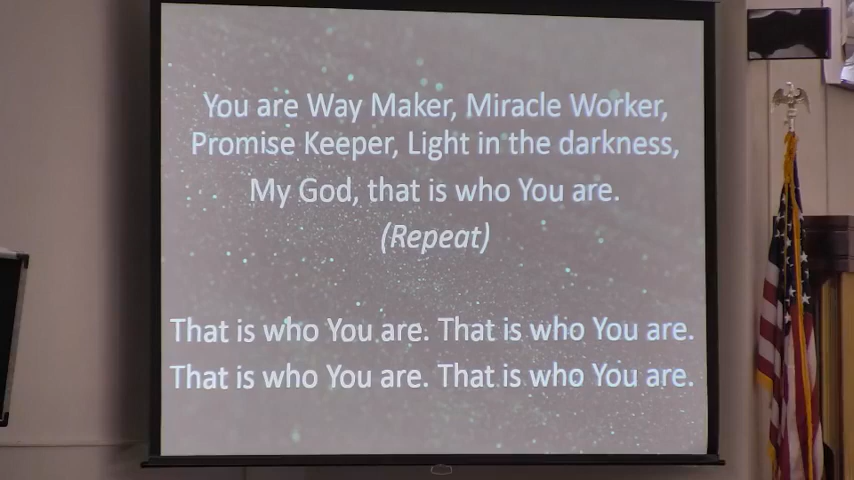 You are Way Maker, Miracle Worker,
Promise Keeper, Light in the darkness,
My God, that is who You are.
(Repeat)
That is who You are. That is who You are.
That is who You are. That is who You are.